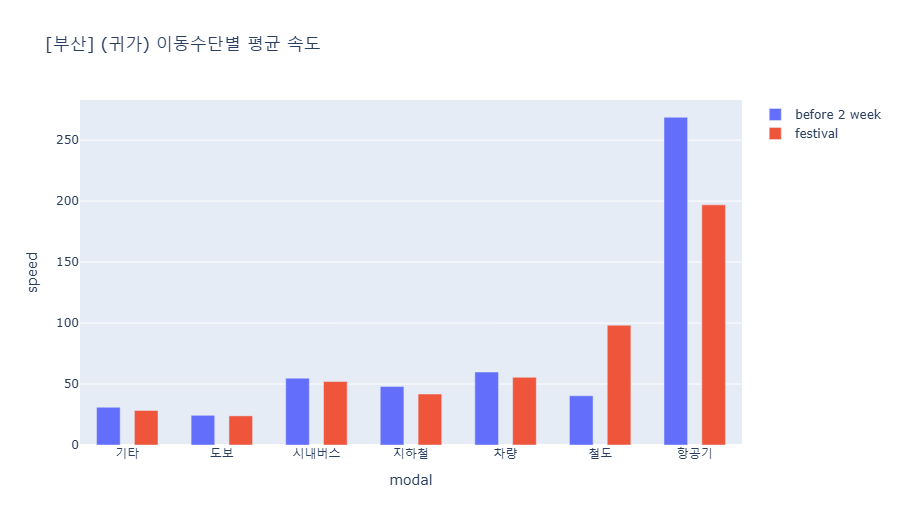 [부산] (귀가) 이동수단별 평균 속도
before 2 week
festival
250
200
150
100
50
0
speed
기타 도보 시내버스 지하철 차량 철도 항공기
modal